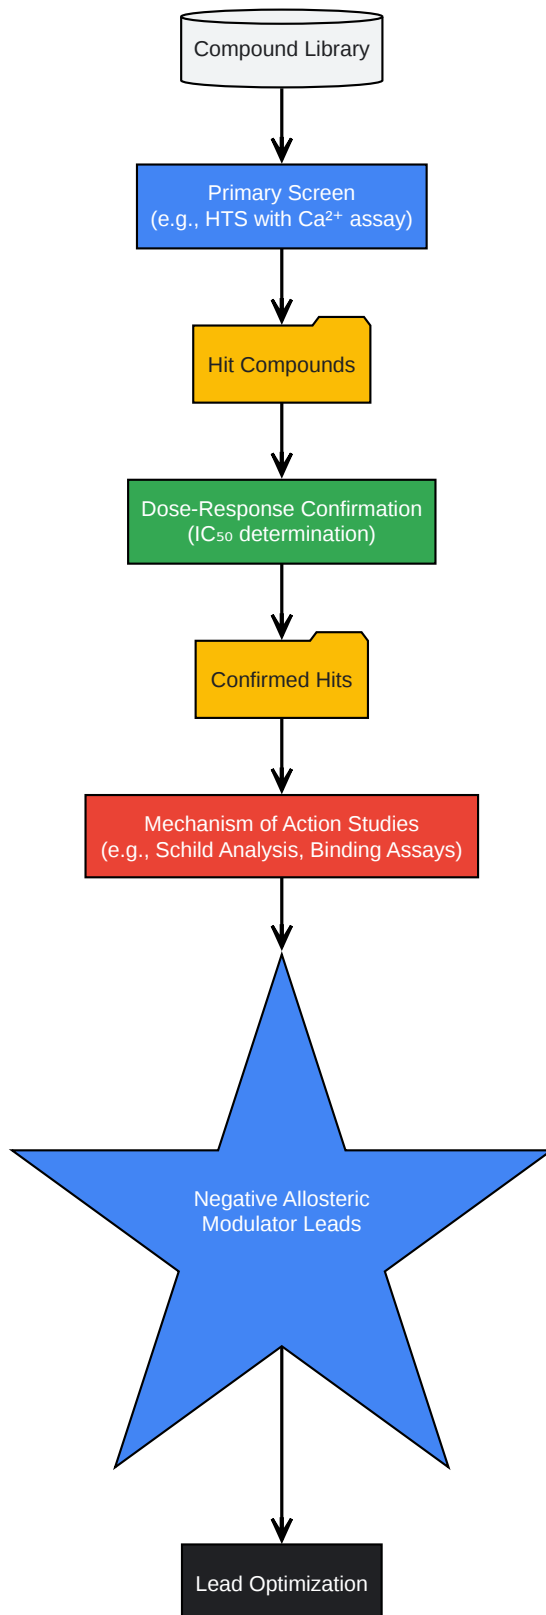 Compound Library
Primary Screen
(e.g., HTS with Ca²⁺ assay)
Hit Compounds
Dose-Response Confirmation
(IC₅₀ determination)
Confirmed Hits
Mechanism of Action Studies
(e.g., Schild Analysis, Binding Assays)
Negative Allosteric
Modulator Leads
Lead Optimization